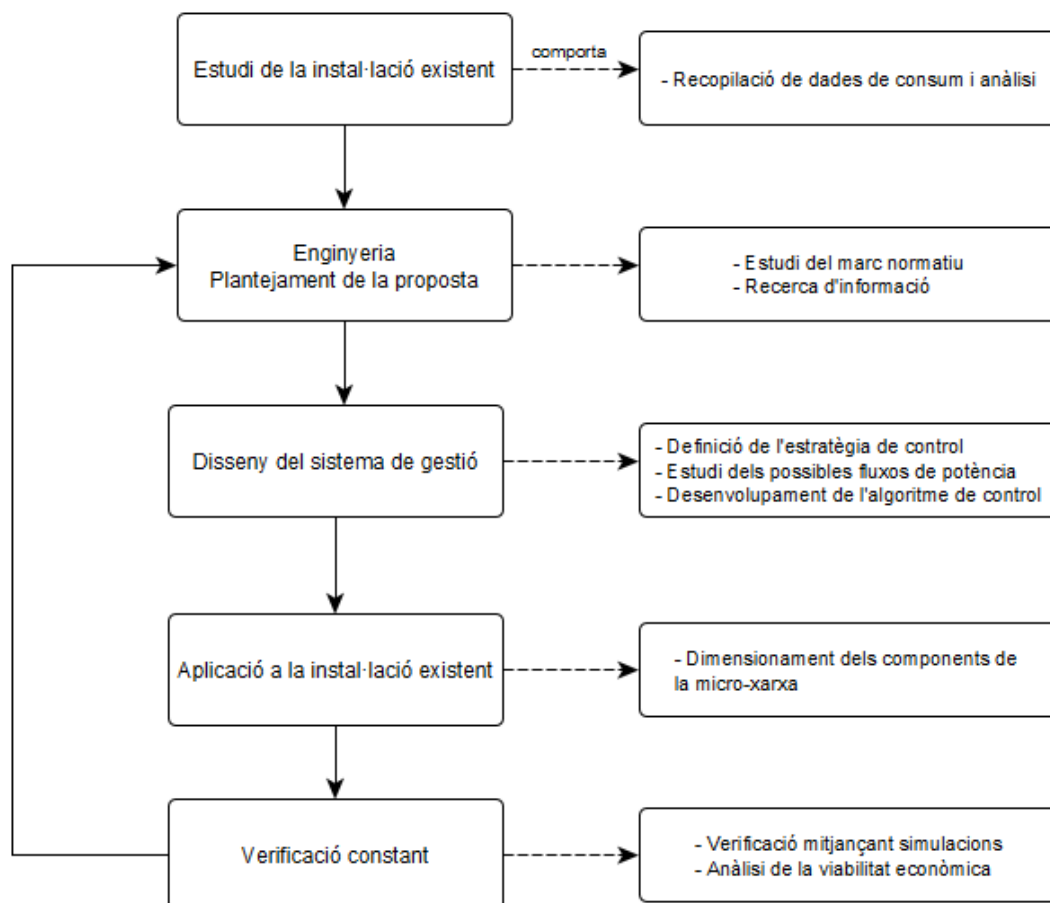 Estudi de la instal·lació existent
comporta
- Recopilació de dades de consum i anàlisi
Enginyeria
Plantejament de la proposta
- Estudi del marc normatiu
- Recerca d'informació
Disseny del sistema de gestió
- Definició de l'estratègia de control
- Estudi dels possibles fluxos de potència
- Desenvolupament de l'algoritme de control
Aplicació a la instal·lació existent
- Dimensionament dels components de
la micro-xarxa
Verificació constant
- Verificació mitjançant simulacions
- Anàlisi de la viabilitat econòmica